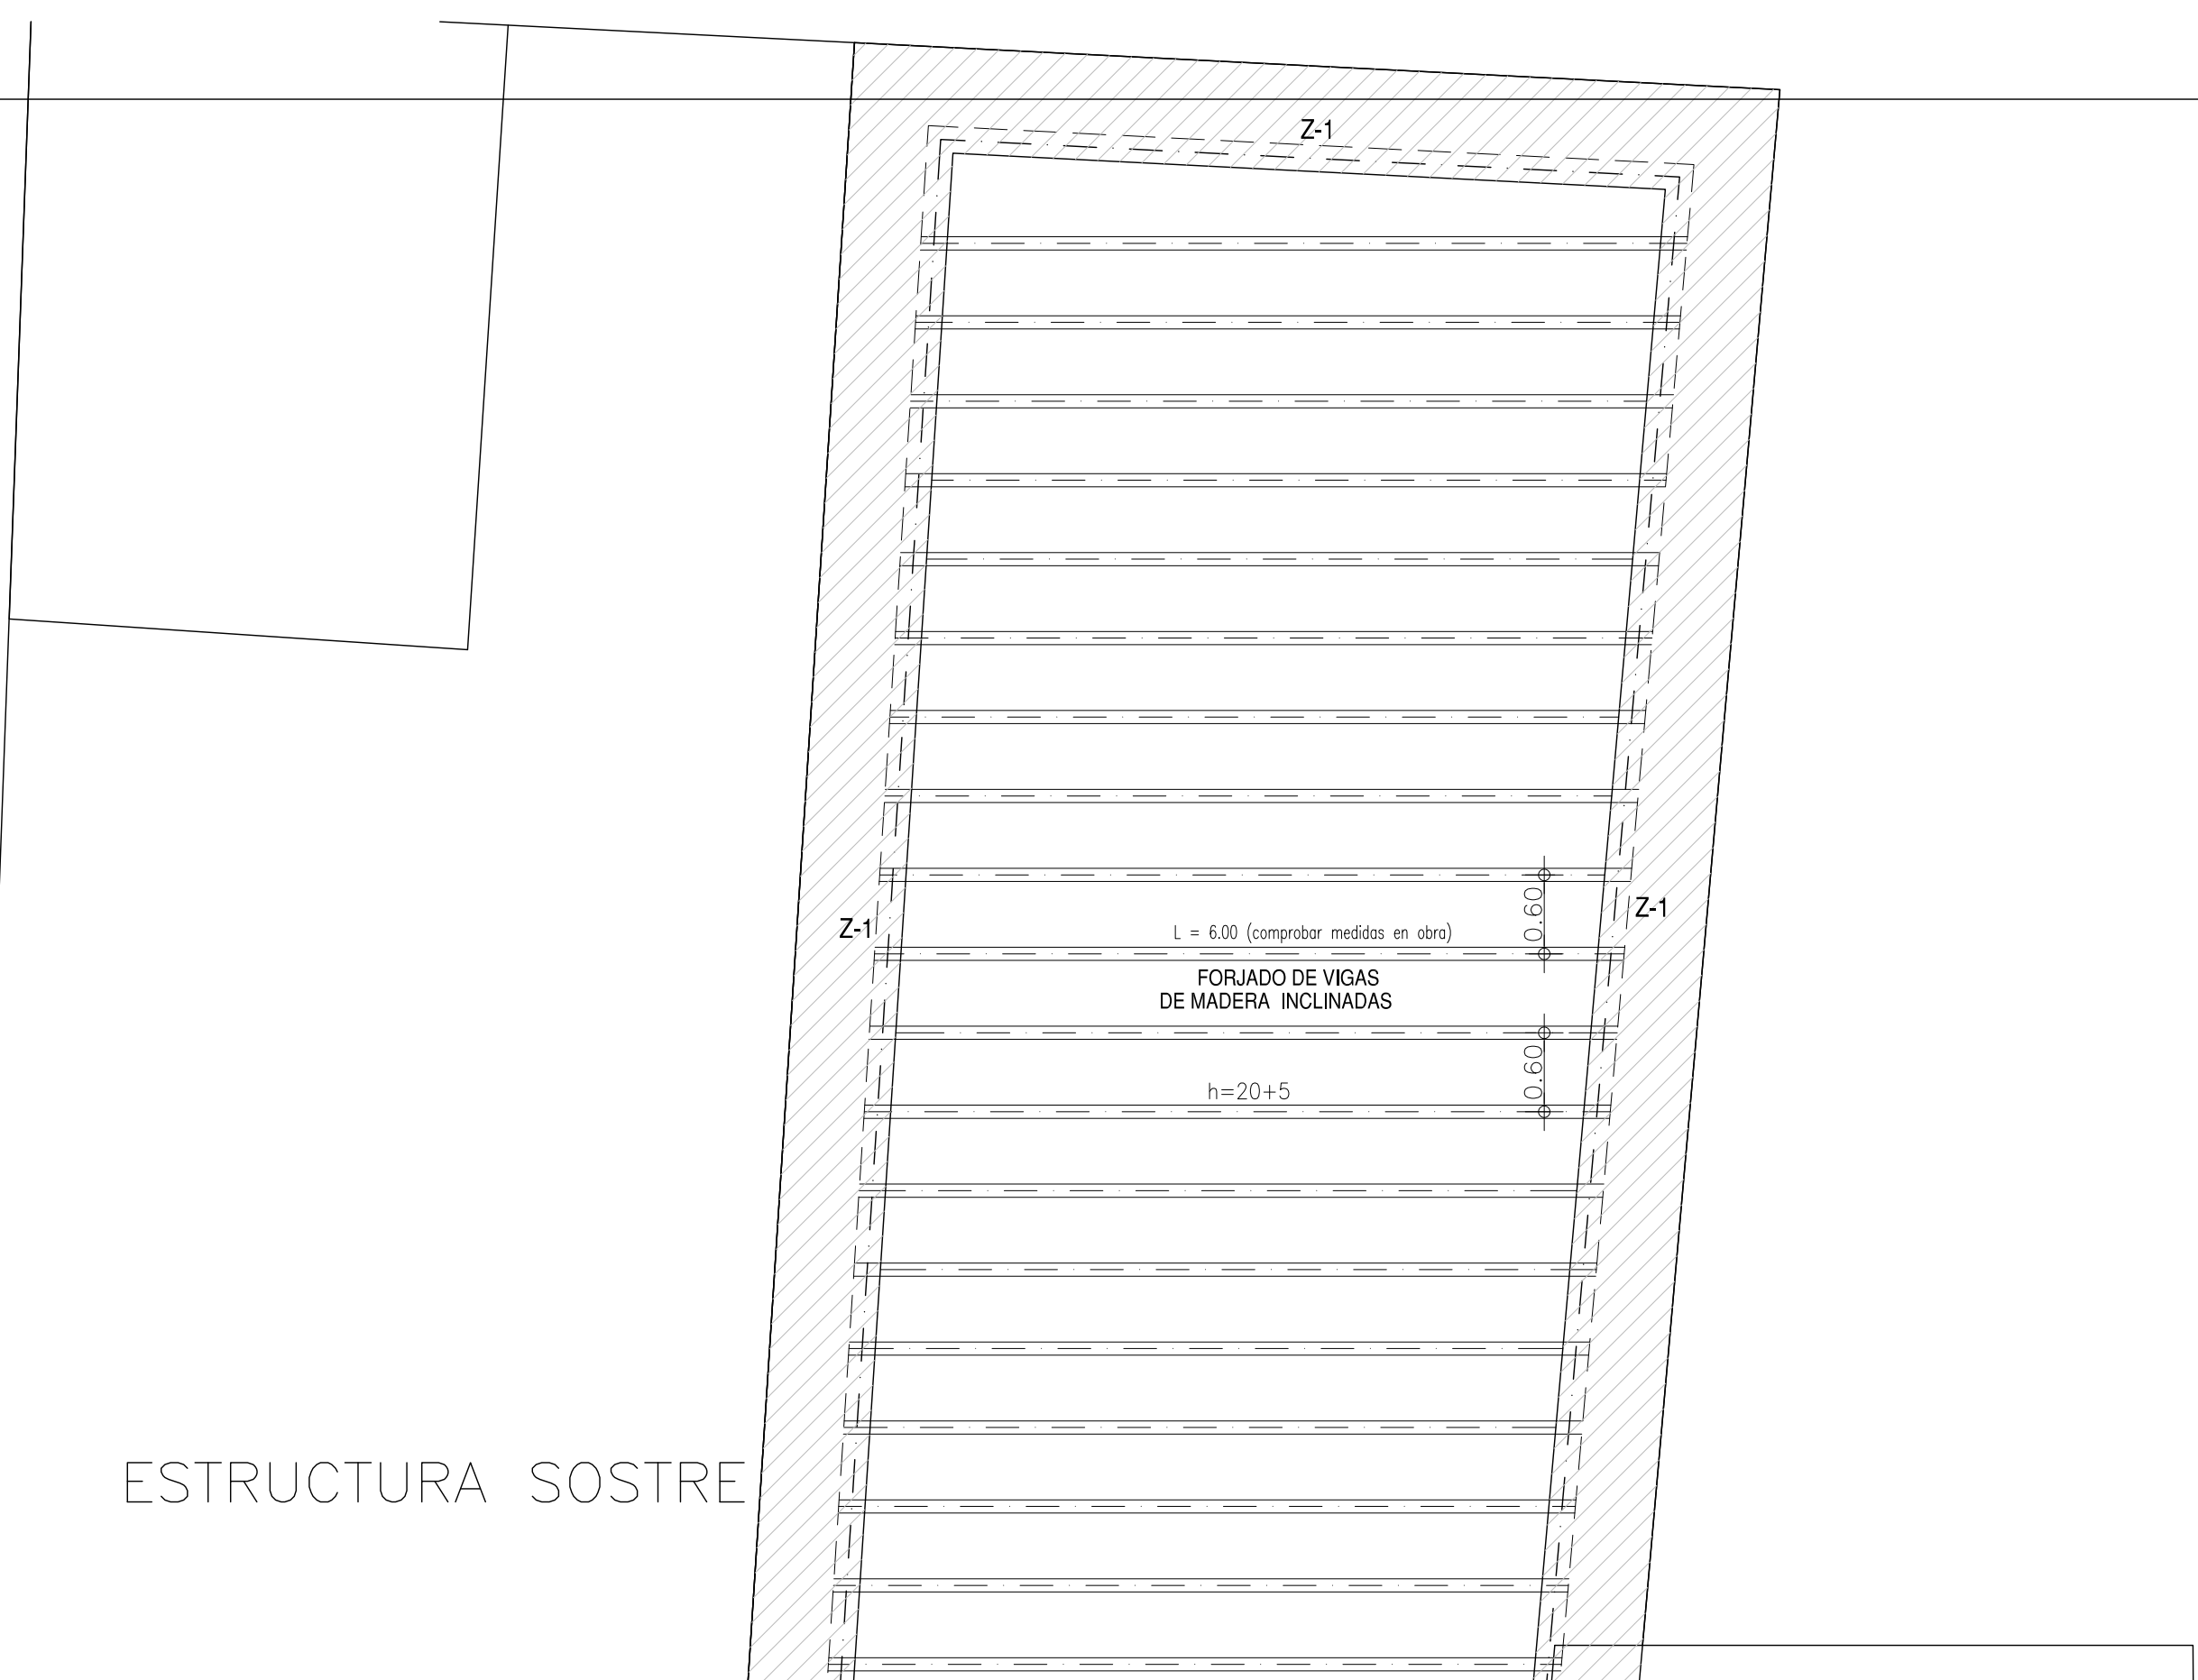 Z-1
Z-1
Z-1
0.60
L = 6.00 (comprobar medidas en obra)
FORJADO DE VIGAS
DE MADERA INCLINADAS
0.60
h=20+5
ESTRUCTURA SOSTRE